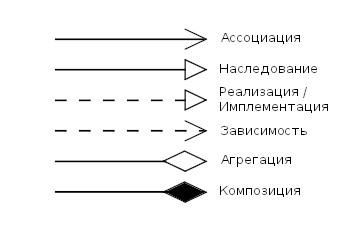 Ассоциация
Наследование
Реализация /
Имплементация
Зависимость
Агрегация
Композиция